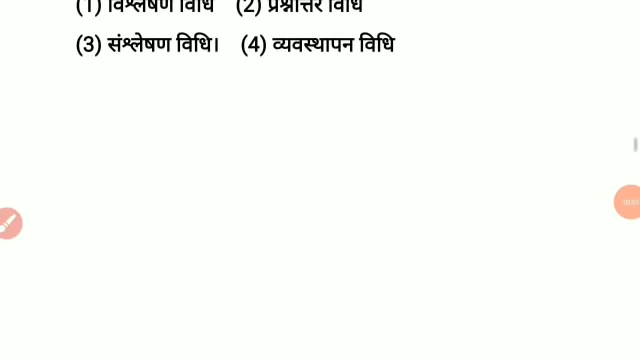 (1) विश्लेषण विधि (2) प्रश्नोत्तर विधि
(3) संश्लेषण विधि। (4) व्यवस्थापन विधि